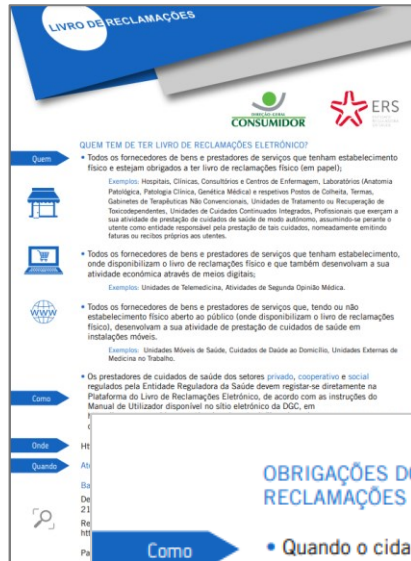 LIVRO DE RECLAMAÇÕES
DIREÇÃO-GERAL
CONSUMIDOR
ERS
QUEM TEM DE TER LIVRO DE RECLAMAÇÕES ELETRÓNICO?
Quem
• Todos os fornecedores de bens e prestadores de serviços que tenham estabelecimento
físico e estejam obrigados a ter livro de reclamações físico (em papel);
Exemplos: Hospitais, Clínicas, Consultórios e Centros de Enfermagem, Laboratórios (Anatomia
Patológica, Patologia Clínica, Genética Médica) e respetivos Postos de Colheita, Termas,
Gabinetes de Terapêuticas Não Convencionais, Unidades de Tratamento ou Recuperação de
Toxicodependentes, Unidades de Cuidados Continuados Integrados, Profissionais que exerçam a
sua atividade de prestação de cuidados de saúde de modo autónomo, assumindo-se perante o
utente como entidade responsável pela prestação de tais cuidados, nomeadamente emitindo
faturas ou recibos próprios aos utentes.
• Todos os fornecedores de bens e prestadores de serviços que tenham estabelecimento,
onde disponibilizam o livro de reclamações físico e que também desenvolvam a sua
atividade económica através de meios digitais;
Exemplos: Unidades de Telemedicina, Atividades de Segunda Opinião Médica.
www
• Todos os fornecedores de bens e prestadores de serviços que, tendo ou não
estabelecimento físico aberto ao público (onde disponibilizam o livro de reclamações
físico), desenvolvam a sua atividade de prestação de cuidados de saúde em
instalações móveis.
Exemplos: Unidades Móveis de Saúde, Cuidados de Daúde ao Domicílio, Unidades Externas de
Medicina no Trabalho.
Como
• Os prestadores de cuidados de saúde dos setores privado, cooperativo e social
regulados pela Entidade Reguladora da Saúde devem registar-se diretamente na
Plataforma do Livro de Reclamações Eletrónico, de acordo com as instruções do
Manual de Utilizador disponível no sítio eletrónico da DGC, em
Onde
Ht
Quando
At
Ba
De
21
Re
htt
Pa
OBRIGAÇÕES DO
RECLAMAÇÕES
Como
• Quando o cida